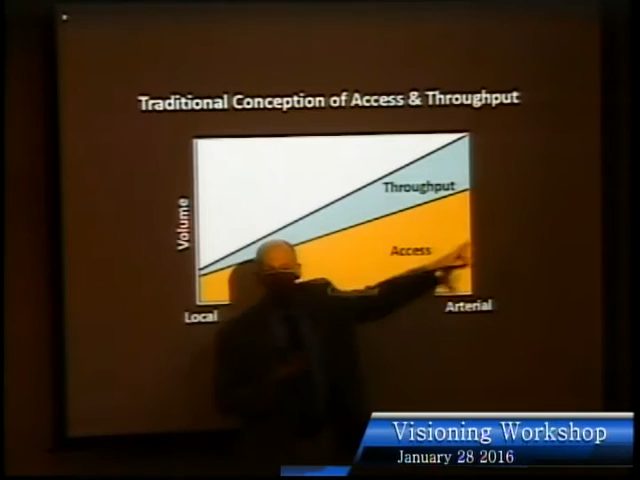 Traditional Conception of Access & Throughput
Throughput
Volume
Access
Local
Arterial
Visioning Workshop
January 28 2016